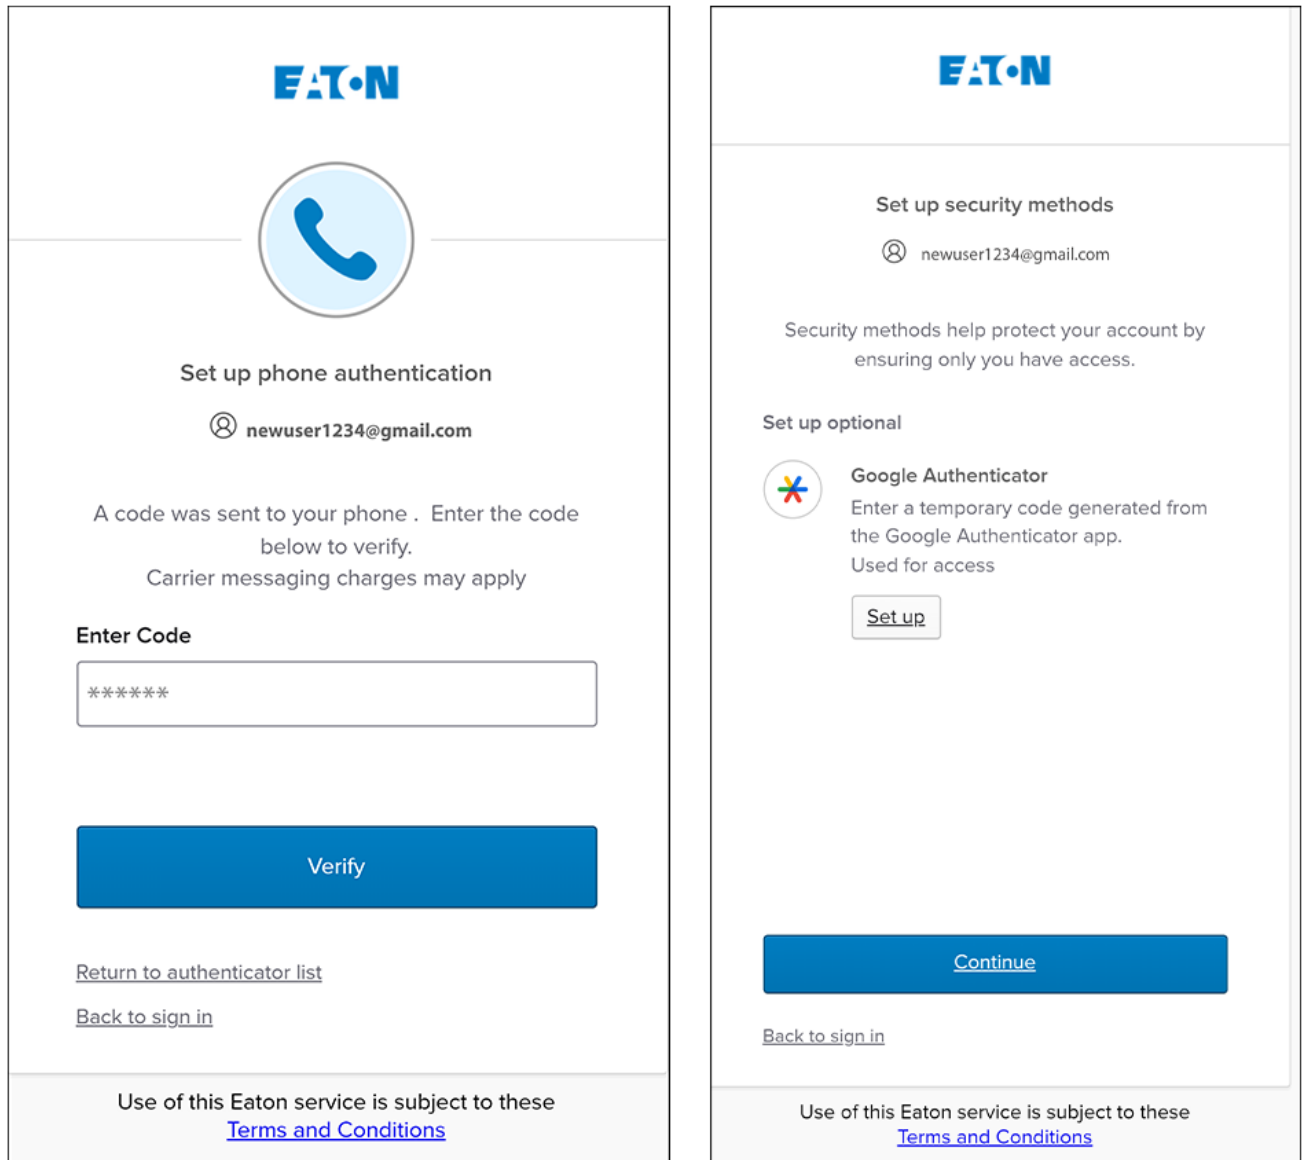 EATON
Set up phone authentication
newuser1234@gmail.com
A code was sent to your phone . Enter the code
below to verify.
Carrier messaging charges may apply
Enter Code
******
Verify
Return to authenticator list
Back to sign in
Use of this Eaton service is subject to these
Terms and Conditions
EATON
Set up security methods
newuser1234@gmail.com
Security methods help protect your account by
ensuring only you have access.
Set up optional
Google Authenticator
Enter a temporary code generated from
the Google Authenticator app.
Used for access
Set up
Continue
Back to sign in
Use of this Eaton service is subject to these
Terms and Conditions